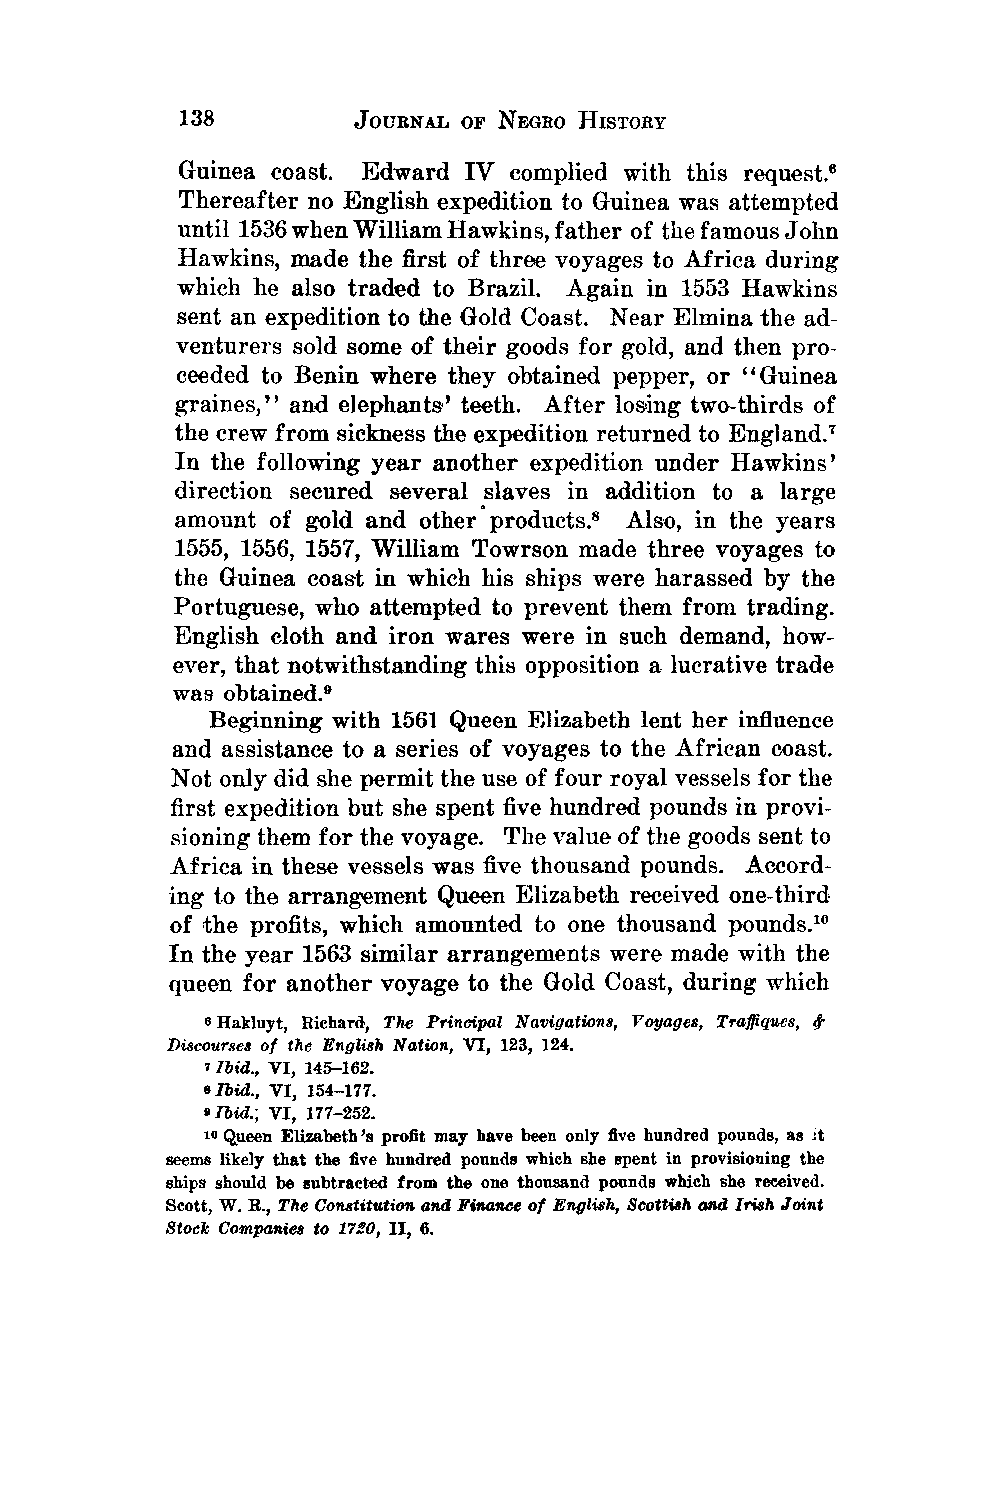 138 JOURNAL OF NEGRO HISTORY
Guinea coast. Edward IV complied with this request.⁶
Thereafter no English expedition to Guinea was attempted
until 1536 when William Hawkins, father of the famous John
Hawkins, made the first of three voyages to Africa during
which he also traded to Brazil. Again in 1553 Hawkins
sent an expedition to the Gold Coast. Near Elmina the ad-
venturers sold some of their goods for gold, and then pro-
ceeded to Benin where they obtained pepper, or "Guinea
graines," and elephants' teeth. After losing two-thirds of
the crew from sickness the expedition returned to England.⁷
In the following year another expedition under Hawkins'
direction secured several slaves in addition to a large
amount of gold and other products.⁸ Also, in the years
1555, 1556, 1557, William Towrson made three voyages to
the Guinea coast in which his ships were harassed by the
Portuguese, who attempted to prevent them from trading.
English cloth and iron wares were in such demand, how-
ever, that notwithstanding this opposition a lucrative trade
was obtained.⁹
Beginning with 1561 Queen Elizabeth lent her influence
and assistance to a series of voyages to the African coast.
Not only did she permit the use of four royal vessels for the
first expedition but she spent five hundred pounds in provi-
sioning them for the voyage. The value of the goods sent to
Africa in these vessels was five thousand pounds. Accord-
ing to the arrangement Queen Elizabeth received one-third
of the profits, which amounted to one thousand pounds.¹⁰
In the year 1563 similar arrangements were made with the
queen for another voyage to the Gold Coast, during which
⁶ Hakluyt, Richard, The Principal Navigations, Voyages, Traffiques, &
Discourses of the English Nation, VI, 123, 124.
⁷ Ibid., VI, 145–162.
⁸ Ibid., VI, 154–177.
⁹ Ibid.; VI, 177–252.
¹⁰ Queen Elizabeth's profit may have been only five hundred pounds, as it
seems likely that the five hundred pounds which she spent in provisioning the
ships should be subtracted from the one thousand pounds which she received.
Scott, W. R., The Constitution and Finance of English, Scottish and Irish Joint
Stock Companies to 1720, II, 6.